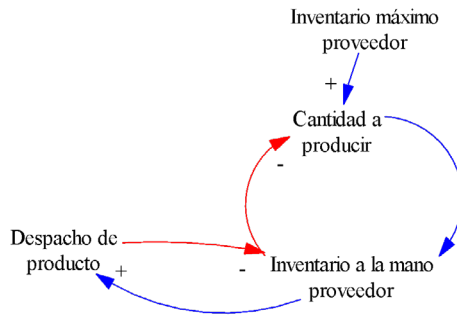 Inventario máximo
proveedor
+
Cantidad a
producir
-
Despacho de
producto
+
-
Inventario a la mano
proveedor